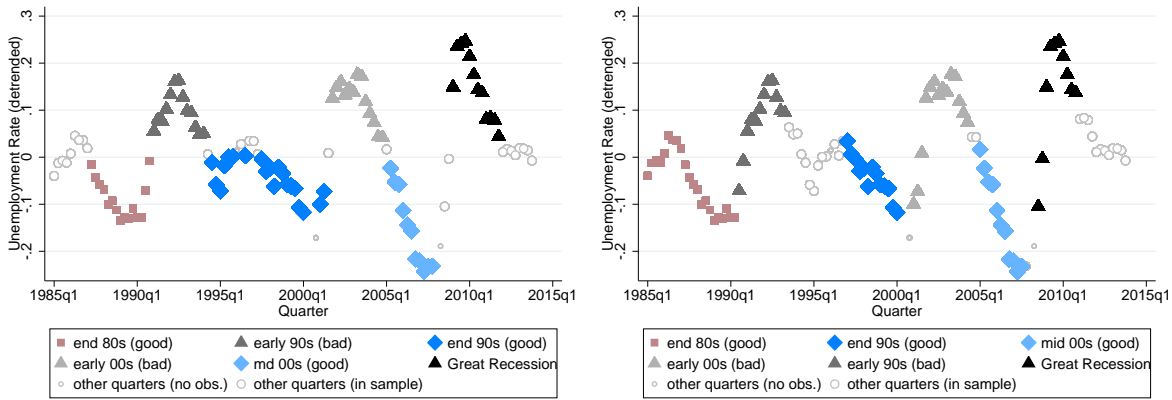 .3
.2
.1
0
-.1
-.2
Unemployment Rate (detrended)
1985q1 1990q1 1995q1 2000q1 2005q1 2010q1 2015q1
Quarter
end 80s (good) early 90s (bad) end 90s (good)
early 00s (bad) md 00s (good) Great Recession
other quarters (no obs.) other quarters (in sample)
.3
.2
.1
0
-.1
-.2
Unemployment Rate (detrended)
1985q1 1990q1 1995q1 2000q1 2005q1 2010q1 2015q1
Quarter
end 80s (good) end 90s (good) mid 00s (good)
early 00s (bad) early 90s (bad) Great Recession
other quarters (no obs.) other quarters (in sample)